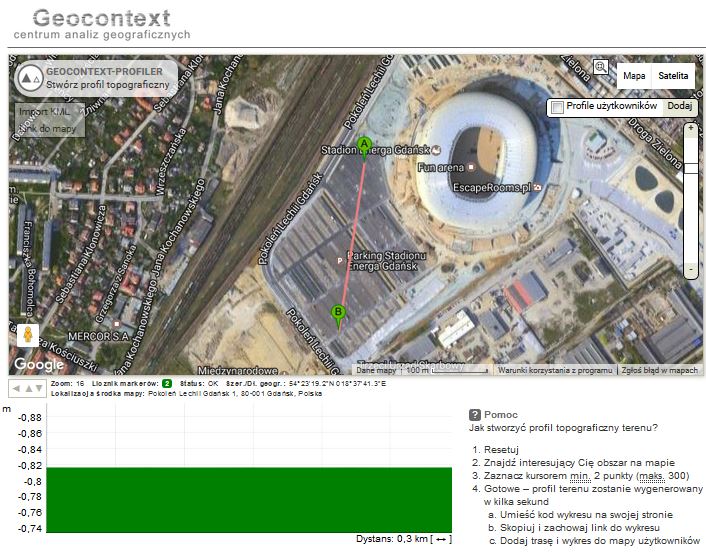 Geocontext
centrum analiz geograficznych
GEOCONTEXT-PROFILER
Stwórz profil topograficzny
Import KML
Link do mapy
Mapa Satelita
Profile użytkowników Dodaj
Droga Zielona
Zielona
Pokoleń Lechii Gdańsk
Jana Kochanowskiego
A
Stadion Energa Gdańsk
Fun arena
EscapeRooms.pl
Wrzeszczańska
Jana Kochanowskiego
Pokoleń Lechii Gdańsk
P Parking Stadionu
Energa Gdańsk
Sebastiana Klonowicza
Grzegorza z Sanoka
Franciszka Bohomolca
B
Pokoleń Lechii Gdańsk
MERCOR S.A.
Kościuszki
Google
Międzynarodowe
Dane mapy 100 m Warunki korzystania z programu Zgłoś błąd w mapach
Zoom: 16 Licznik markerów: 2 Status: OK Szer./Dł. geogr.: 54°23'19.2"N 018°37'41.3"E
Lokalizacja środka mapy: Pokoleń Lechii Gdańsk 1, 80-001 Gdańsk, Polska
m
-0,88
-0,86
-0,84
-0,82
-0,8
-0,78
-0,76
-0,74
Dystans: 0,3 km [ ↔ ]
? Pomoc
Jak stworzyć profil topograficzny terenu?
1. Resetuj
2. Znajdź interesujący Cię obszar na mapie
3. Zaznacz kursorem min. 2 punkty (maks. 300)
4. Gotowe – profil terenu zostanie wygenerowany
w kilka sekund
a. Umieść kod wykresu na swojej stronie
b. Skopiuj i zachowaj link do wykresu
c. Dodaj trasę i wykres do mapy użytkowników